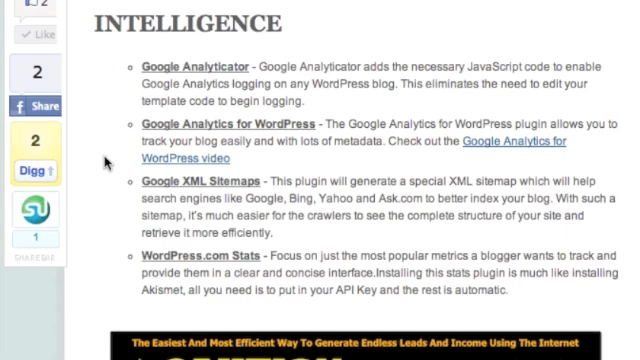 2
Like
2
Share
2
Digg
1
SHAREBAR
INTELLIGENCE
Google Analyticator - Google Analyticator adds the necessary JavaScript code to enable
Google Analytics logging on any WordPress blog. This eliminates the need to edit your
template code to begin logging.
Google Analytics for WordPress - The Google Analytics for WordPress plugin allows you to
track your blog easily and with lots of metadata. Check out the Google Analytics for
WordPress video
Google XML Sitemaps - This plugin will generate a special XML sitemap which will help
search engines like Google, Bing, Yahoo and Ask.com to better index your blog. With such a
sitemap, it's much easier for the crawlers to see the complete structure of your site and
retrieve it more efficiently.
WordPress.com Stats - Focus on just the most popular metrics a blogger wants to track and
provide them in a clear and concise interface.Installing this stats plugin is much like installing
Akismet, all you need is to put in your API Key and the rest is automatic.
The Easiest And Most Efficient Way To Generate Endless Leads And Income Using The Internet